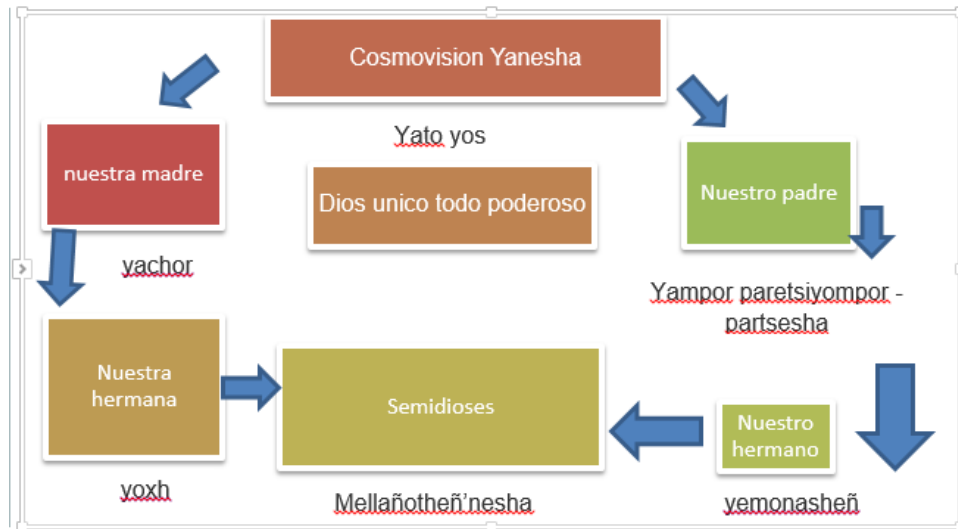 Cosmovision Yanesha
Yato yos
nuestra madre
Dios unico todo poderoso
Nuestro padre
yachor
Yampor paretsiyompor -
partsesha
Nuestra
hermana
Semidioses
Nuestro
hermano
yoxh
Mellañotheñ’nesha
yemonasheñ